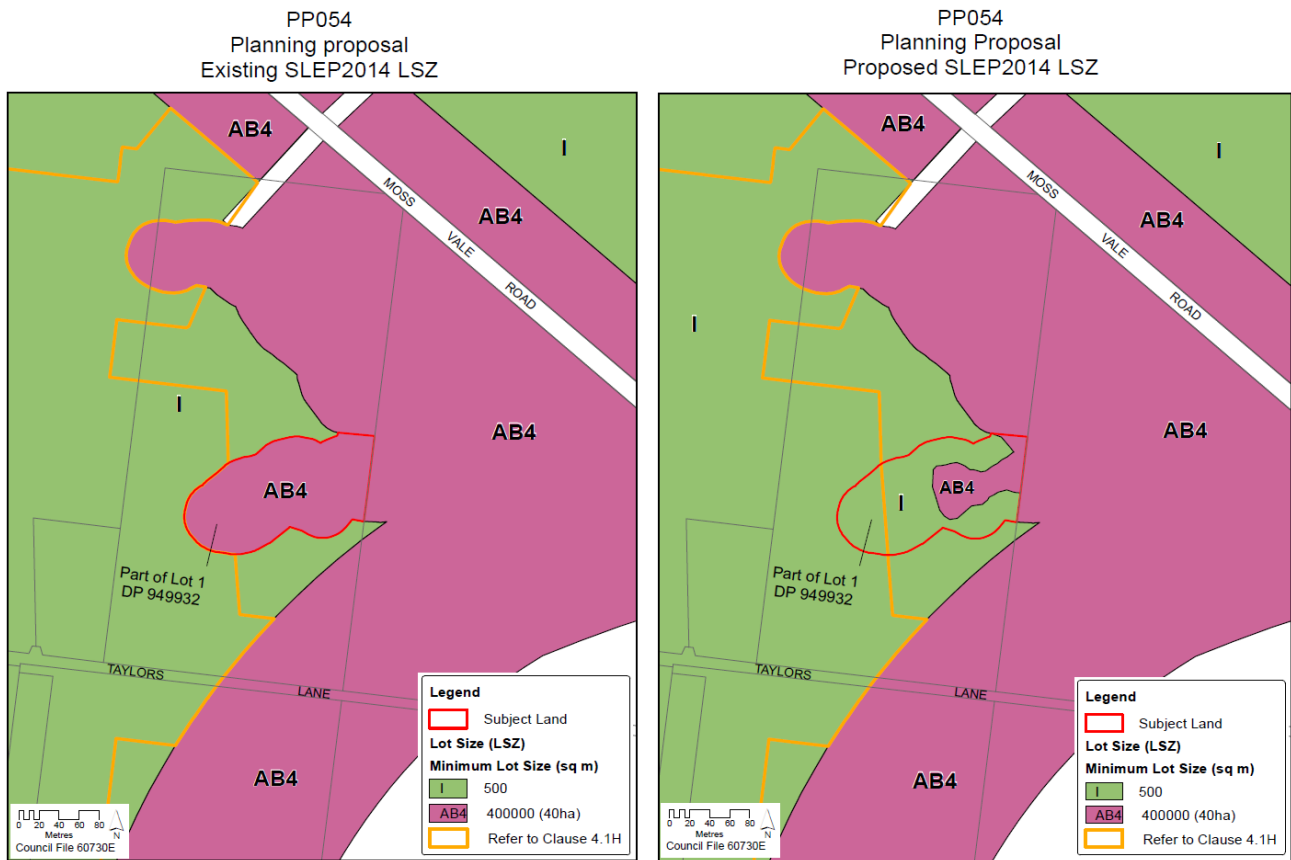 PP054
Planning proposal
Existing SLEP2014 LSZ
AB4
I
MOSS
VALE
ROAD
AB4
I
AB4
AB4
Part of Lot 1
DP 949932
TAYLORS
LANE
AB4
0 20 40 60 80
Metres
N
Council File 60730E
Legend
Subject Land
Lot Size (LSZ)
Minimum Lot Size (sq m)
I 500
AB4 400000 (40ha)
Refer to Clause 4.1H
PP054
Planning Proposal
Proposed SLEP2014 LSZ
AB4
I
MOSS
VALE
ROAD
AB4
I
AB4
AB4
I
Part of Lot 1
DP 949932
TAYLORS
LANE
AB4
0 20 40 60 80
Metres
N
Council File 60730E
Legend
Subject Land
Lot Size (LSZ)
Minimum Lot Size (sq m)
I 500
AB4 400000 (40ha)
Refer to Clause 4.1H